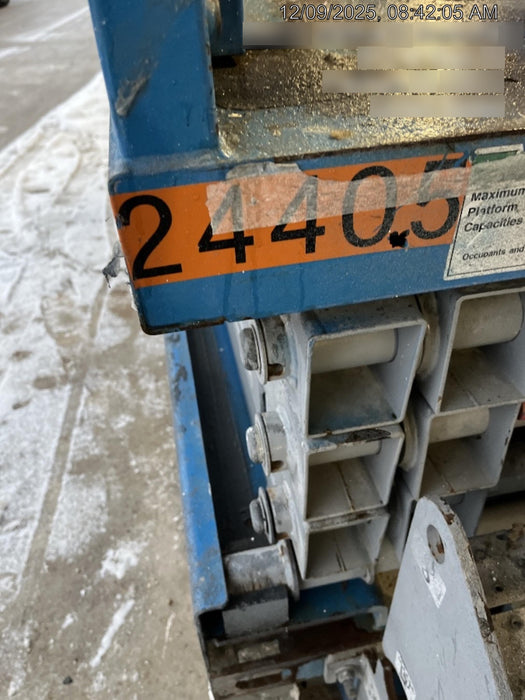 12/09/2025, 08:42:05 AM
24405
Maximum
Platform
Capacities
Occupants and